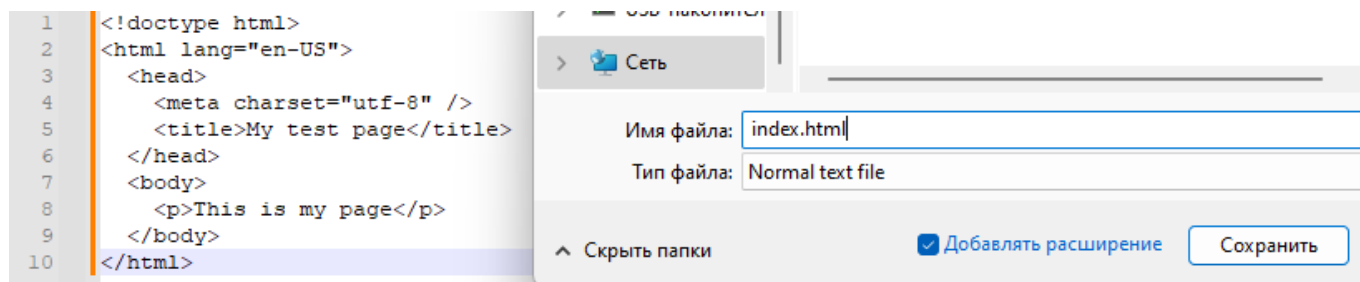 1 <!doctype html>
2 <html lang="en-US">
3 <head>
4 <meta charset="utf-8" />
5 <title>My test page</title>
6 </head>
7 <body>
8 <p>This is my page</p>
9 </body>
10 </html>
Сеть
Имя файла: index.html
Тип файла: Normal text file
Скрыть папки
Добавлять расширение
Сохранить